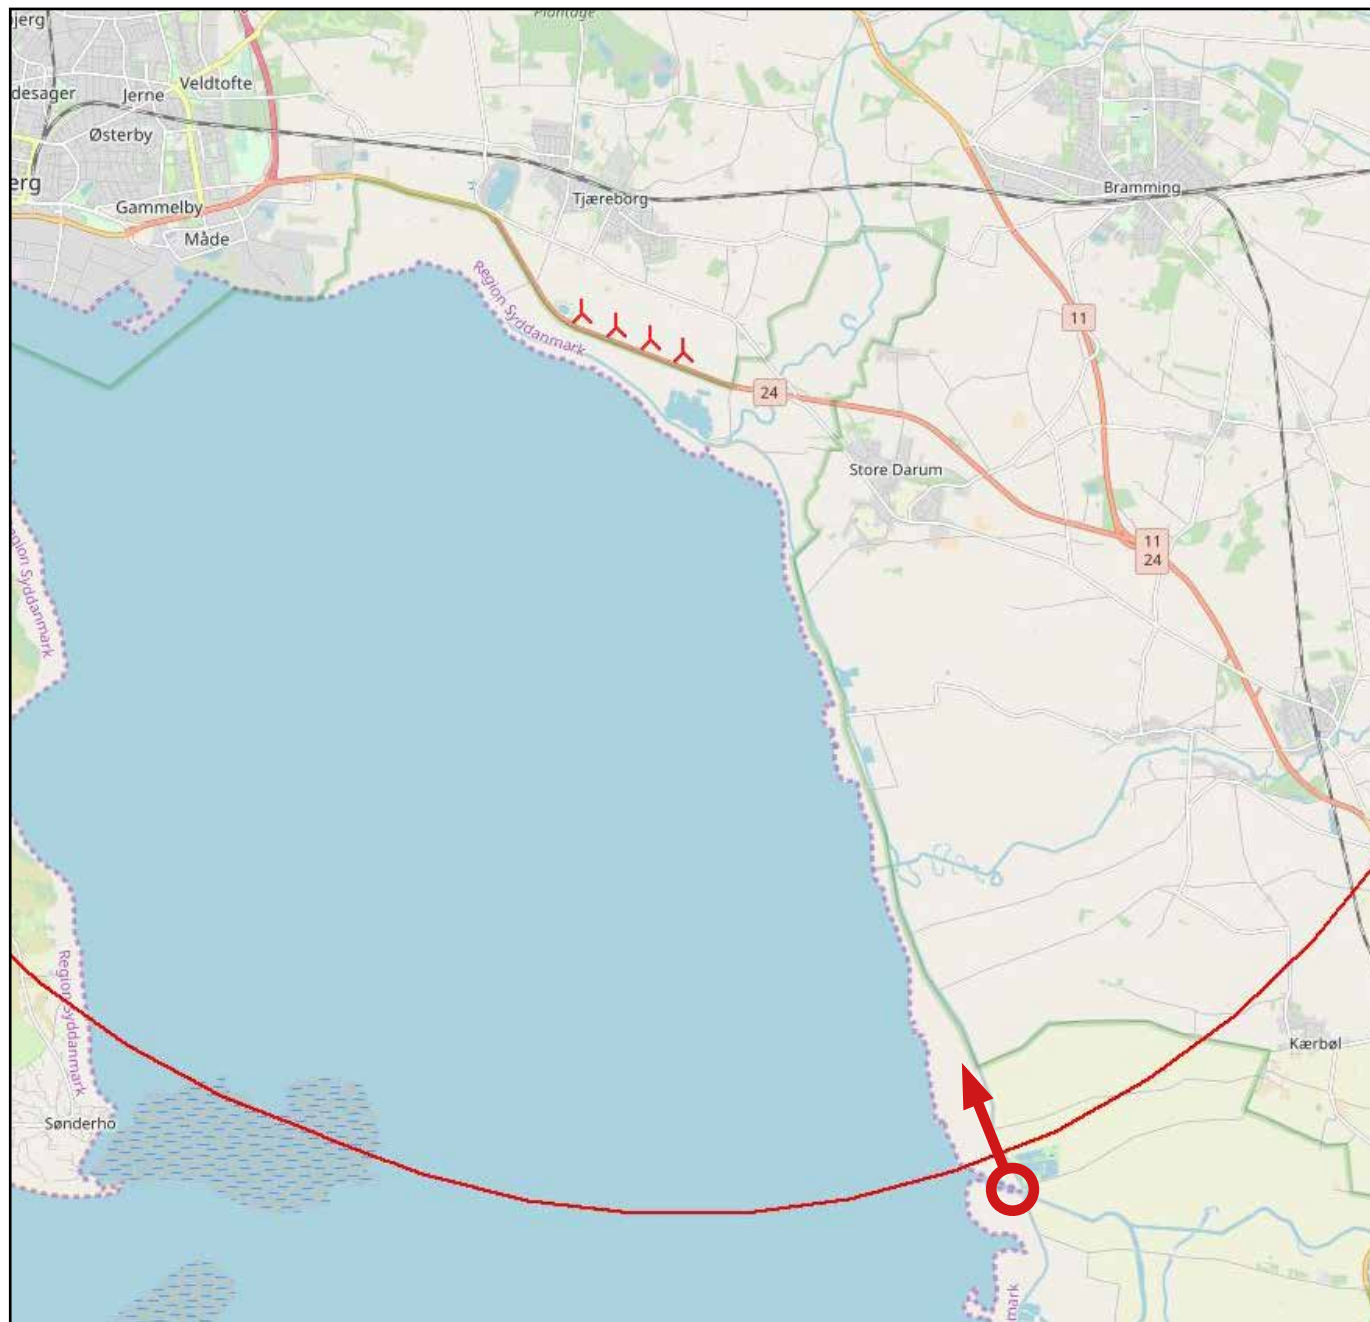 Plantage
jerg
Veldtofte
desager
Jerne
Østerby
erg
Gammelby
Måde
Tjæreborg
Bramming
Region Syddanmark
11
24
Store Darum
11
24
egion Syddanmark
Region Syddanmark
Kærbøl
Sønderho
mark